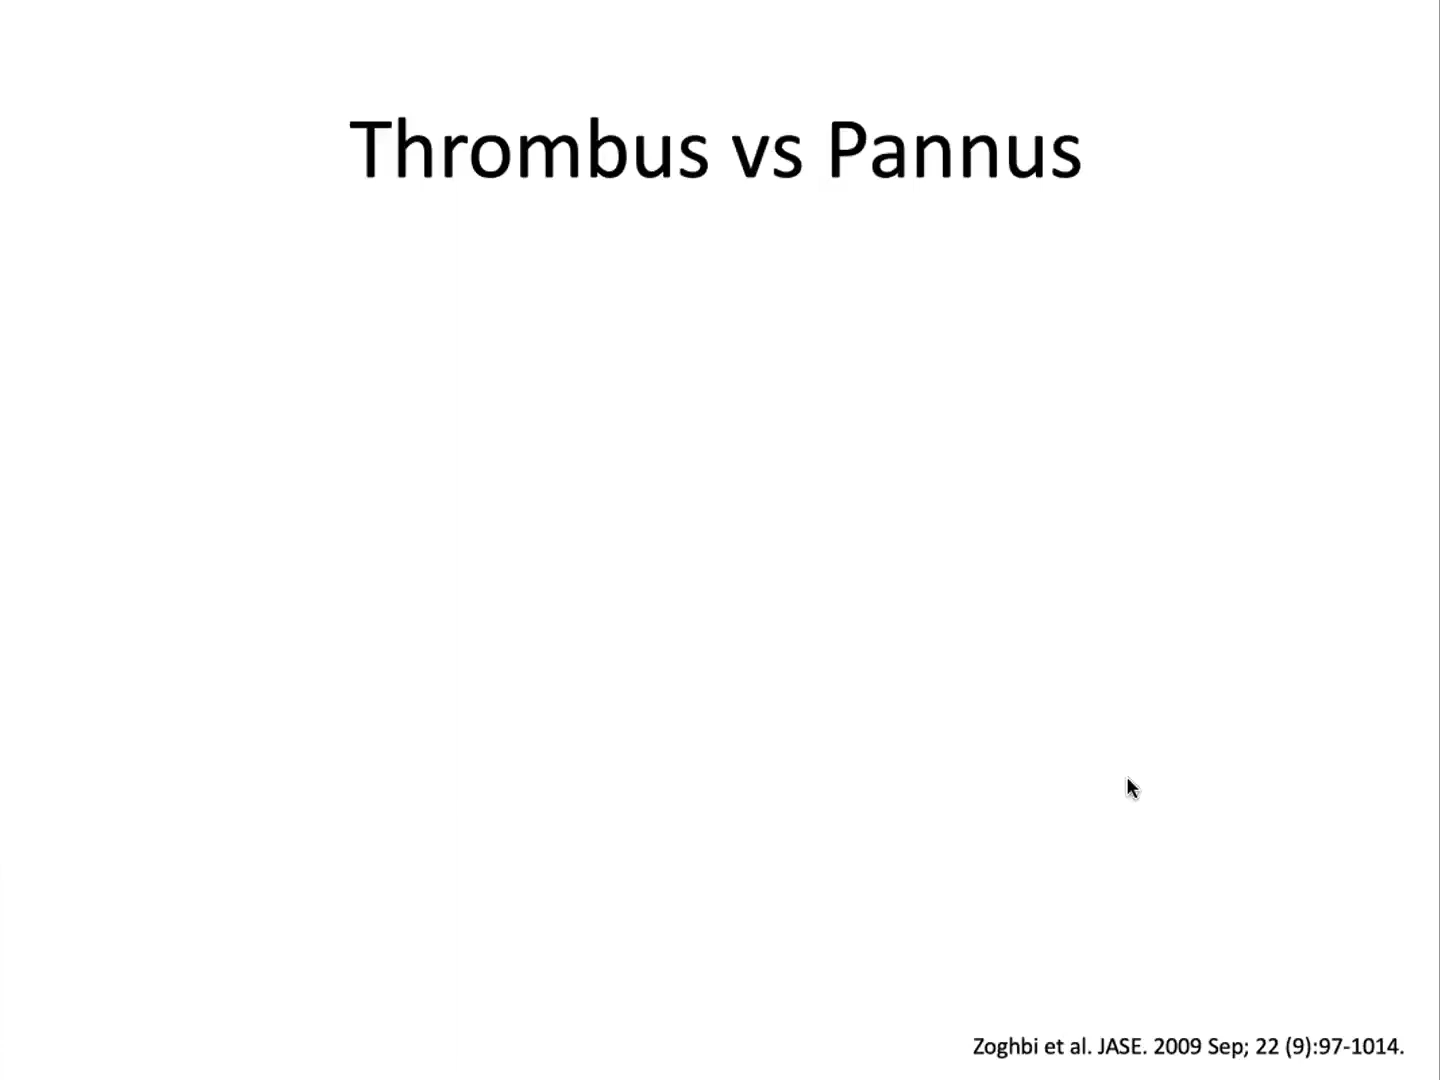 Thrombus vs Pannus
Zoghbi et al. JASE. 2009 Sep; 22 (9):97-1014.